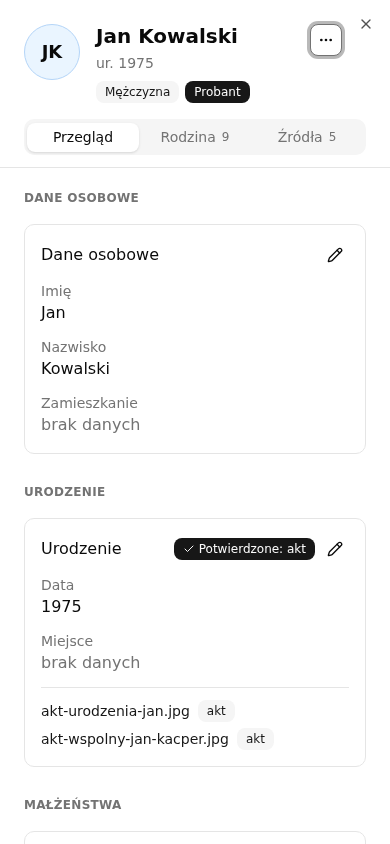 JK
Jan Kowalski
ur. 1975
Mężczyzna Probant
Przegląd Rodzina 9 Źródła 5
DANE OSOBOWE
Dane osobowe
Imię
Jan
Nazwisko
Kowalski
Zamieszkanie
brak danych
URODZENIE
Urodzenie Potwierdzone: akt
Data
1975
Miejsce
brak danych
akt-urodzenia-jan.jpg akt
akt-wspolny-jan-kacper.jpg akt
MAŁŻEŃSTWA